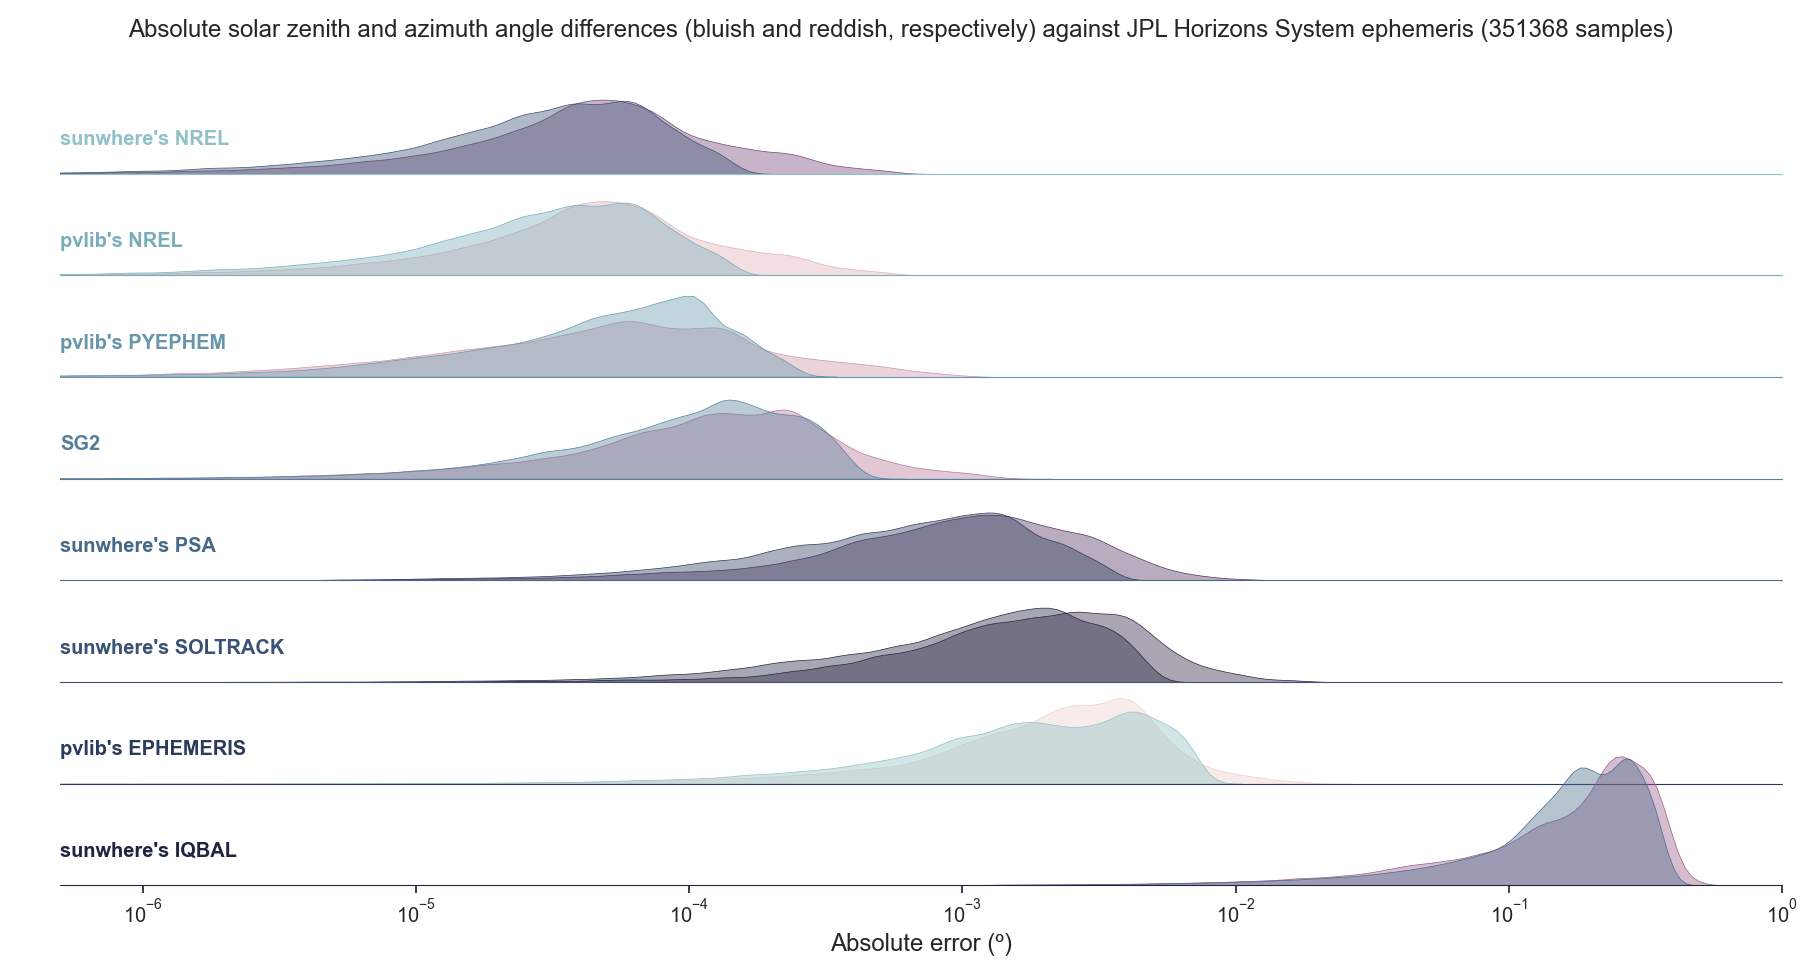 Absolute solar zenith and azimuth angle differences (bluish and reddish, respectively) against JPL Horizons System ephemeris (351368 samples)
sunwhere's NREL
pvlib's NREL
pvlib's PYEPHEM
SG2
sunwhere's PSA
sunwhere's SOLTRACK
pvlib's EPHEMERIS
sunwhere's IQBAL
10⁻⁶ 10⁻⁵ 10⁻⁴ 10⁻³ 10⁻² 10⁻¹ 10⁰
Absolute error (º)